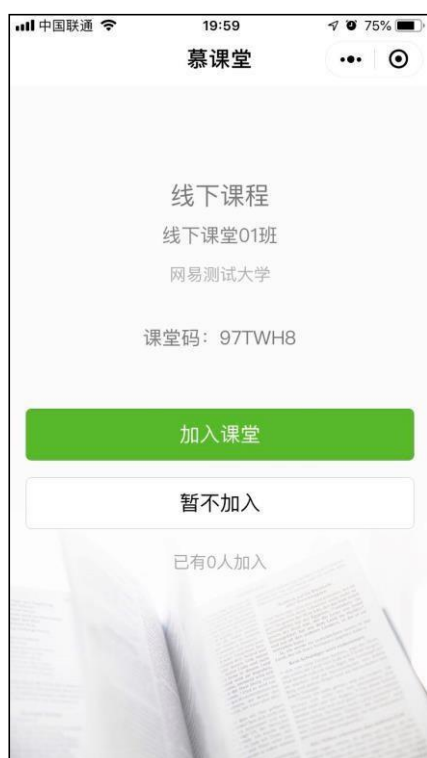 中国联通 19:59 75%
慕课堂
线下课程
线下课堂01班
网易测试大学
课堂码：97TWH8
加入课堂
暂不加入
已有0人加入